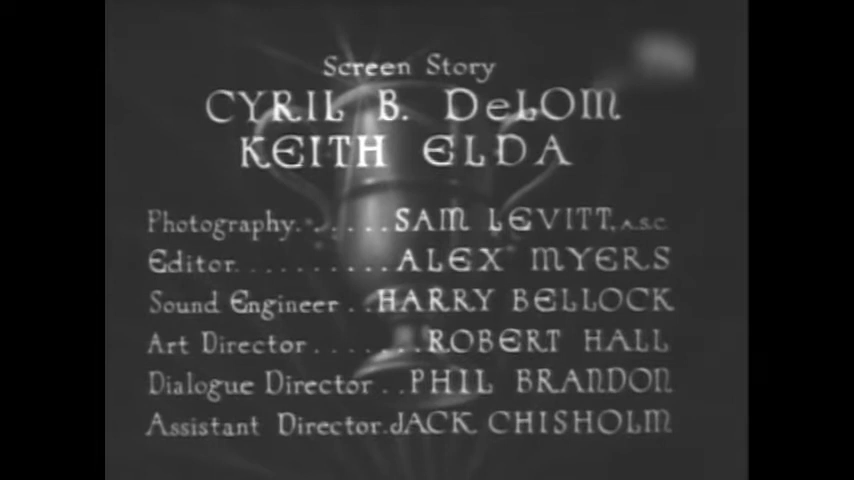 Screen Story
CYRIL B. DeLOM
KEITH ELDA
Photography.......SAM LEVITT, A.S.C.
Editor...........ALEX MYERS
Sound Engineer..HARRY BELLOCK
Art Director.......ROBERT HALL
Dialogue Director..PHIL BRANDON
Assistant Director.JACK CHISHOLM